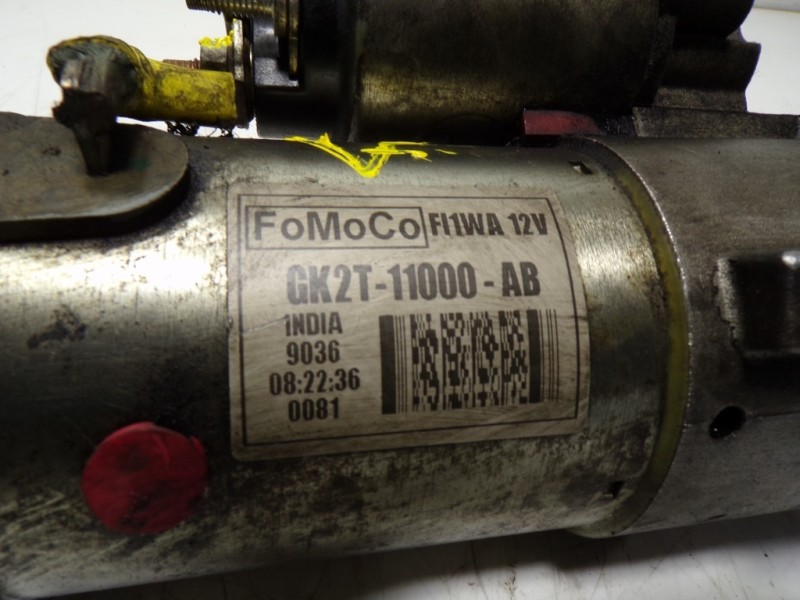 FoMoCo FI1WA 12V
GK2T-11000-AB
INDIA
9036
08:22:36
0081